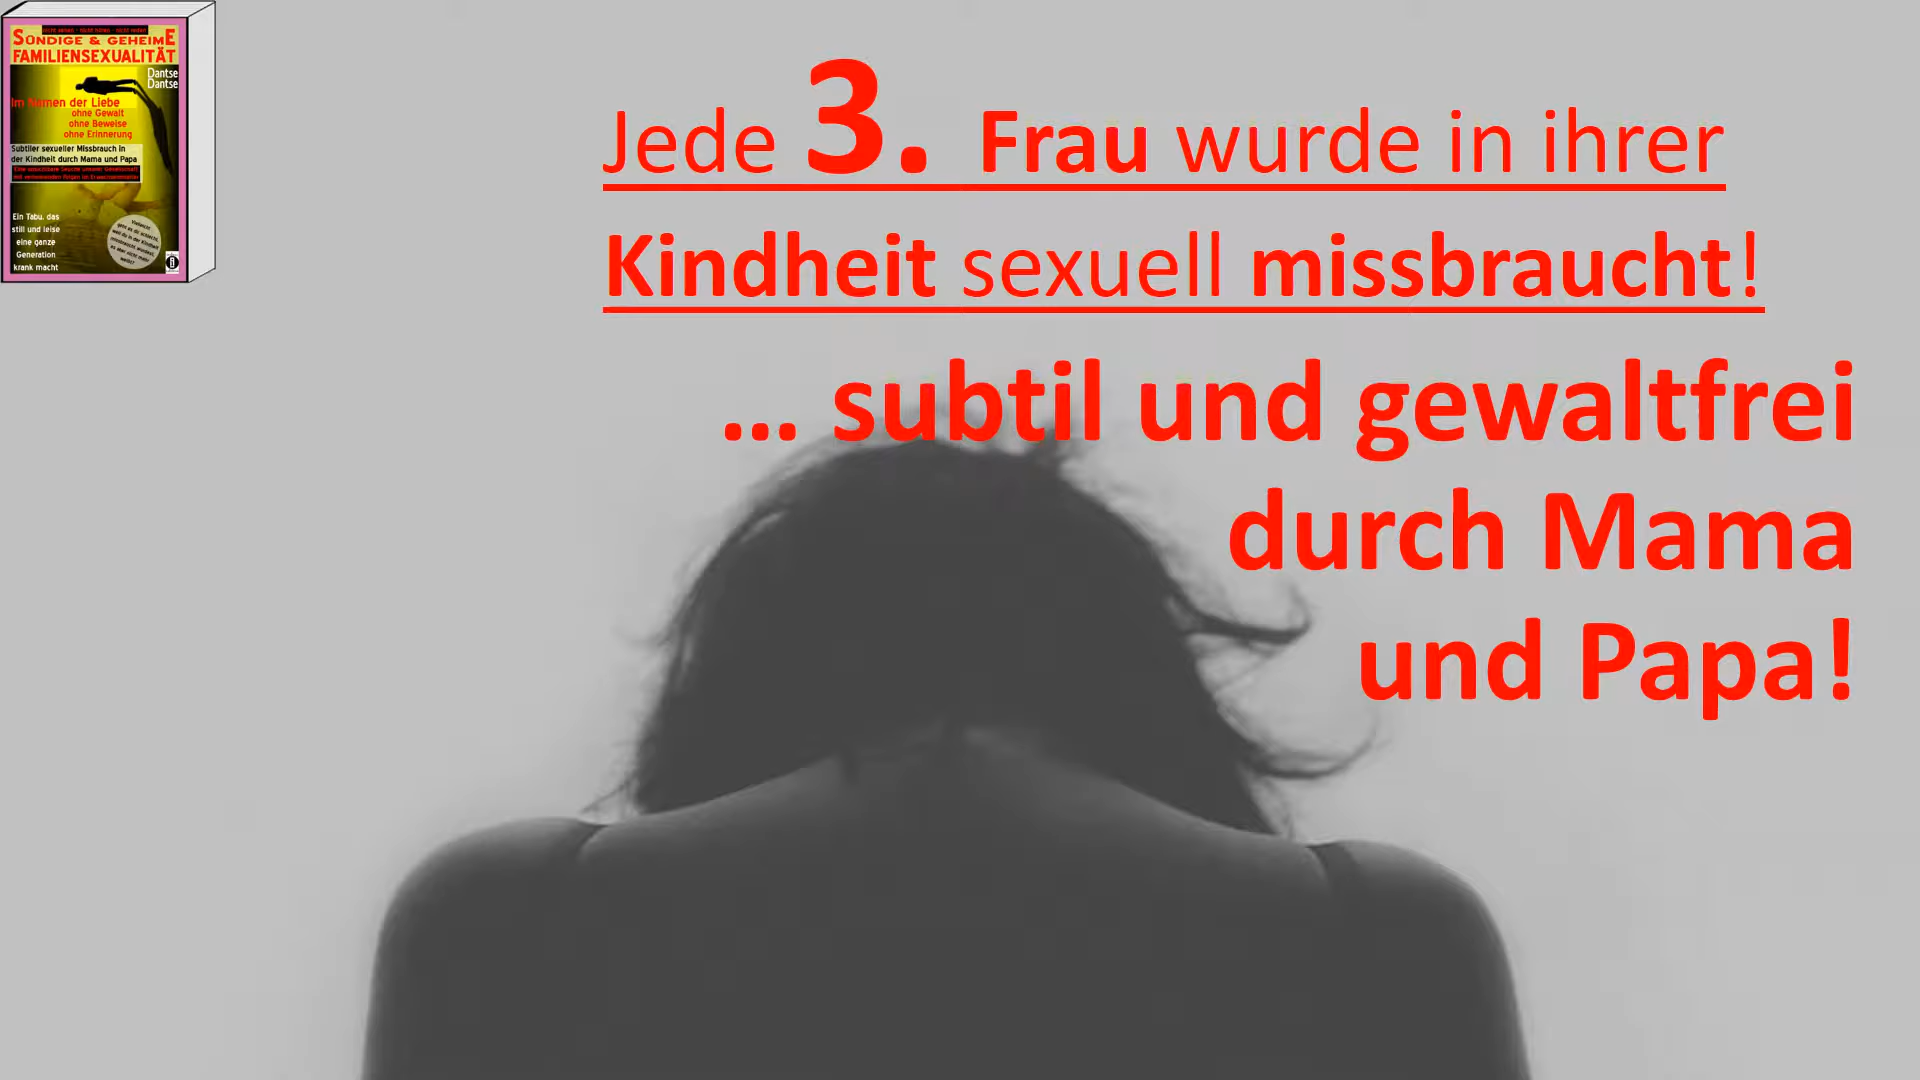 SÜNDIGE & GEHEIME
FAMILIENSEXUALITÄT
Dantse
Dantse
Im Namen der Liebe
ohne Gewalt
ohne Beweise
ohne Erinnerung
Subtiler sexueller Missbrauch in
der Kindheit durch Mama und Papa
Ein Tabu, das
still und leise
eine ganze
Generation
krank macht
Jede 3. Frau wurde in ihrer
Kindheit sexuell missbraucht!
... subtil und gewaltfrei
durch Mama
und Papa!